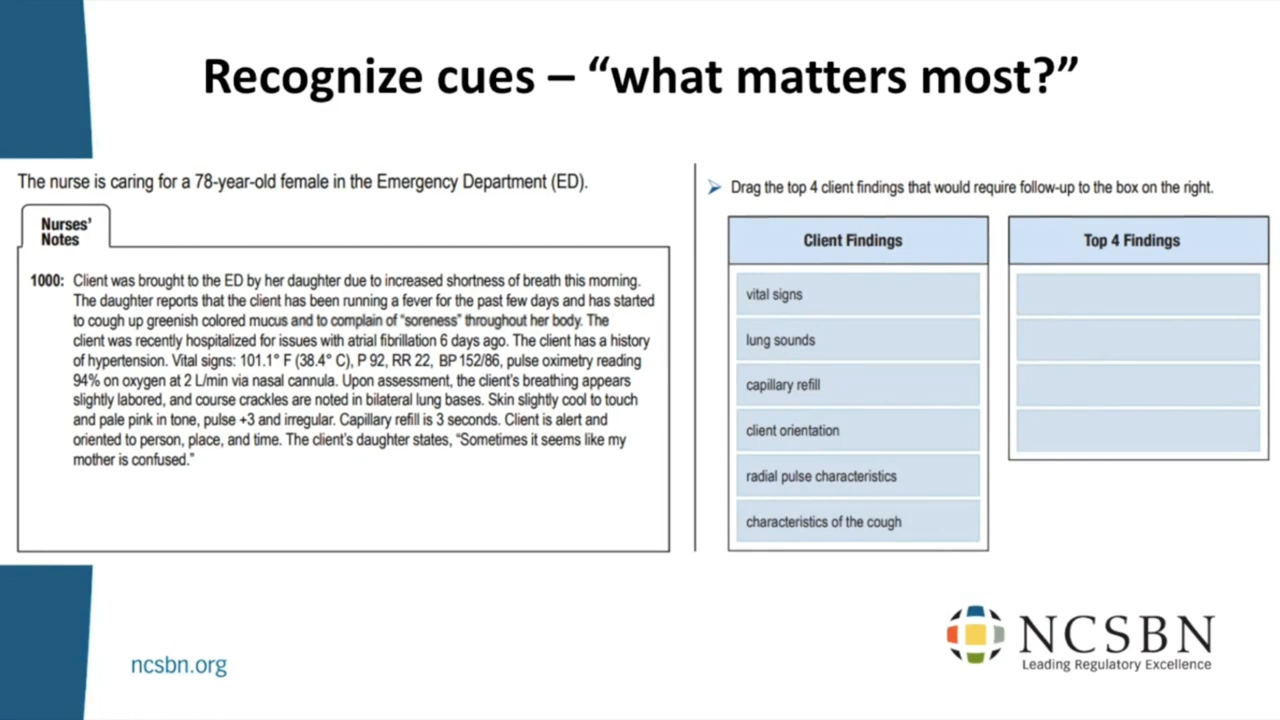 Recognize cues – “what matters most?”
The nurse is caring for a 78-year-old female in the Emergency Department (ED).
Nurses’
Notes
1000: Client was brought to the ED by her daughter due to increased shortness of breath this morning.
The daughter reports that the client has been running a fever for the past few days and has started
to cough up greenish colored mucus and to complain of “soreness” throughout her body. The
client was recently hospitalized for issues with atrial fibrillation 6 days ago. The client has a history
of hypertension. Vital signs: 101.1° F (38.4° C), P 92, RR 22, BP 152/86, pulse oximetry reading
94% on oxygen at 2 L/min via nasal cannula. Upon assessment, the client’s breathing appears
slightly labored, and course crackles are noted in bilateral lung bases. Skin slightly cool to touch
and pale pink in tone, pulse +3 and irregular. Capillary refill is 3 seconds. Client is alert and
oriented to person, place, and time. The client’s daughter states, “Sometimes it seems like my
mother is confused.”
Drag the top 4 client findings that would require follow-up to the box on the right.
Client Findings
vital signs
lung sounds
capillary refill
client orientation
radial pulse characteristics
characteristics of the cough
Top 4 Findings
ncsbn.org
NCSBN
Leading Regulatory Excellence